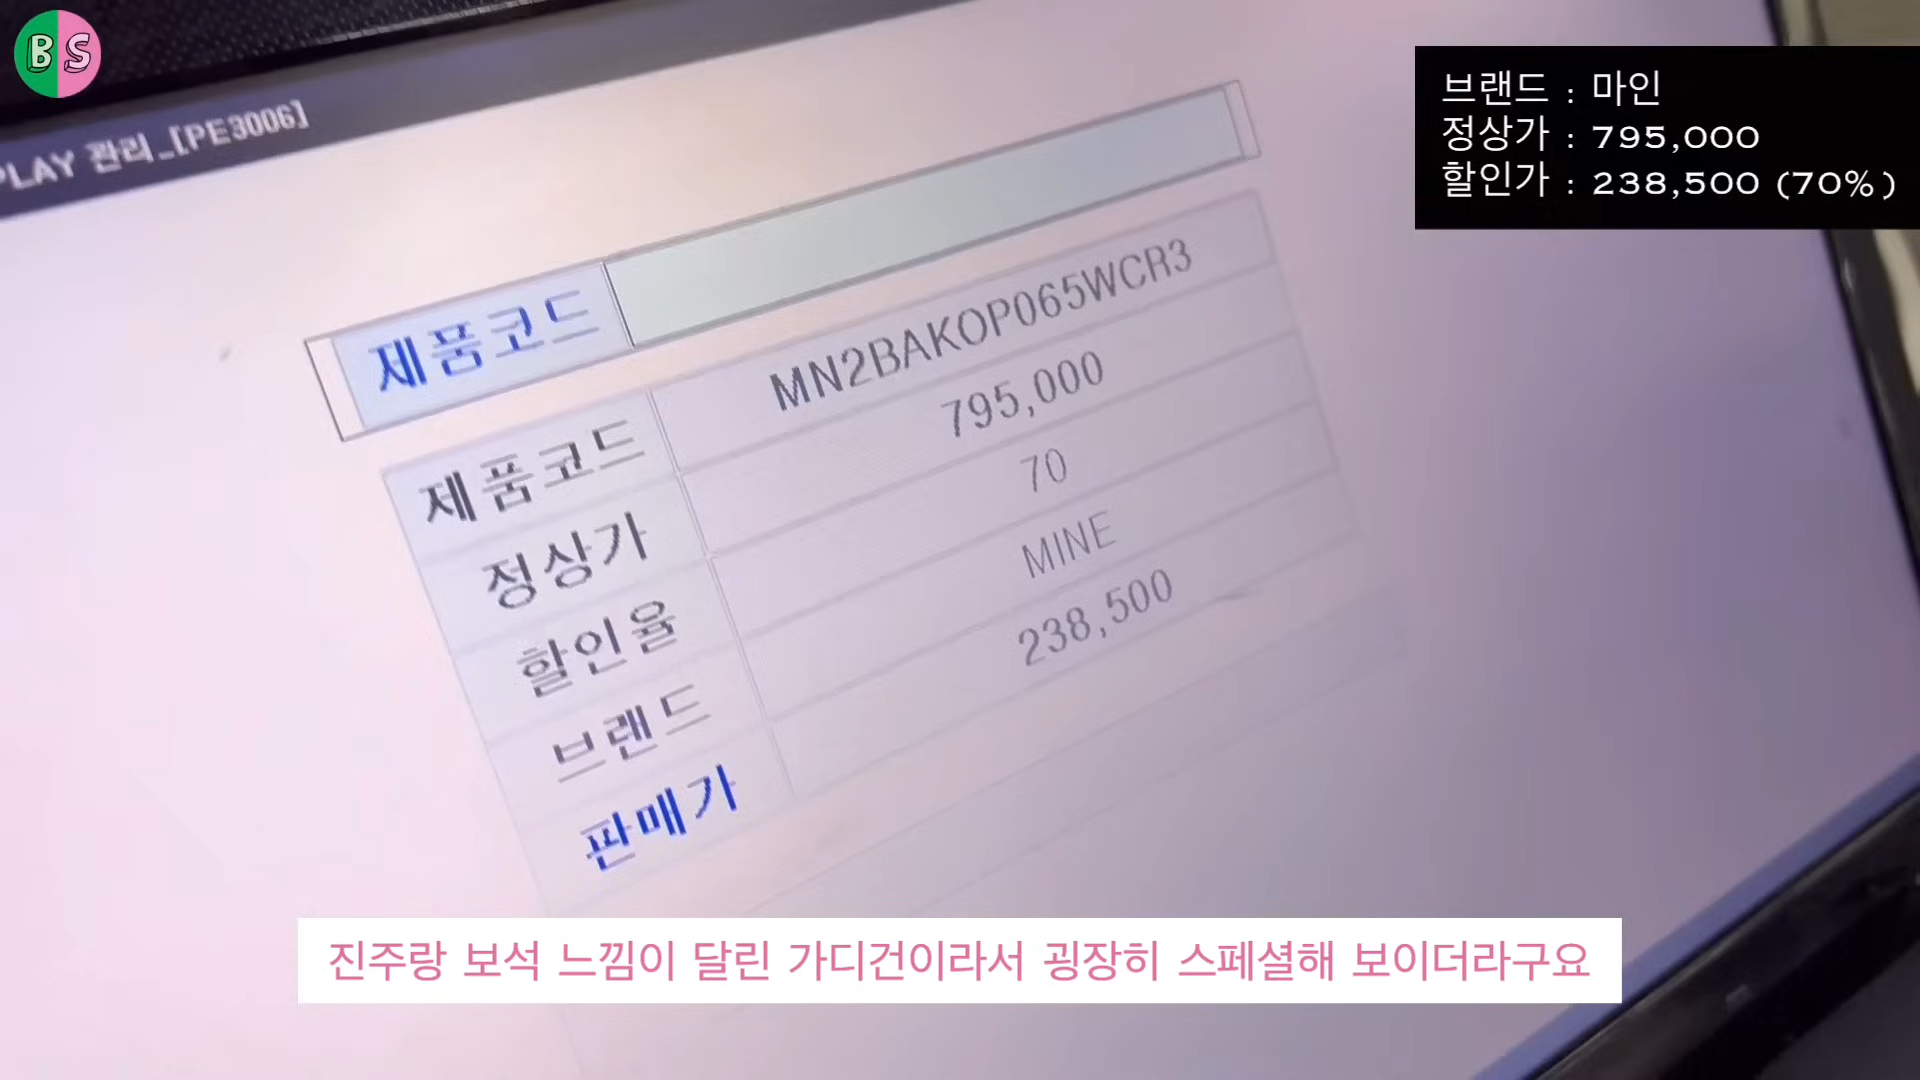 BS
PLAY 관리_[PE3006]
브랜드 : 마인
정상가 : 795,000
할인가 : 238,500 (70%)
제품코드
제품코드 MN2BAKOP065WCR3
정상가 795,000
할인율 70
브랜드 MINE
판매가 238,500
진주랑 보석 느낌이 달린 가디건이라서 굉장히 스페셜해 보이더라구요